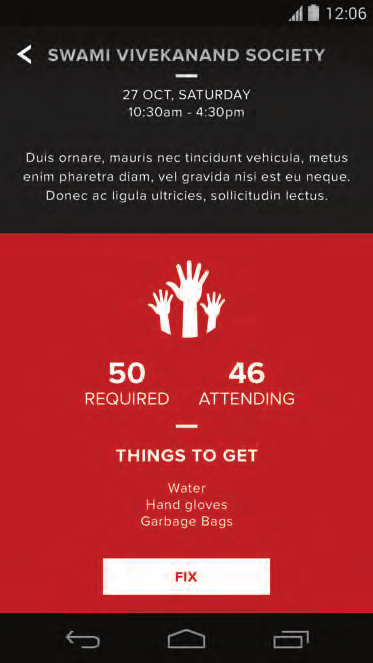 12:06
SWAMI VIVEKANAND SOCIETY
27 OCT, SATURDAY
10:30am - 4:30pm
Duis ornare, mauris nec tincidunt vehicula, metus
enim pharetra diam, vel gravida nisi est eu neque.
Donec ac ligula ultricies, sollicitudin lectus.
50 46
REQUIRED ATTENDING
THINGS TO GET
Water
Hand gloves
Garbage Bags
FIX